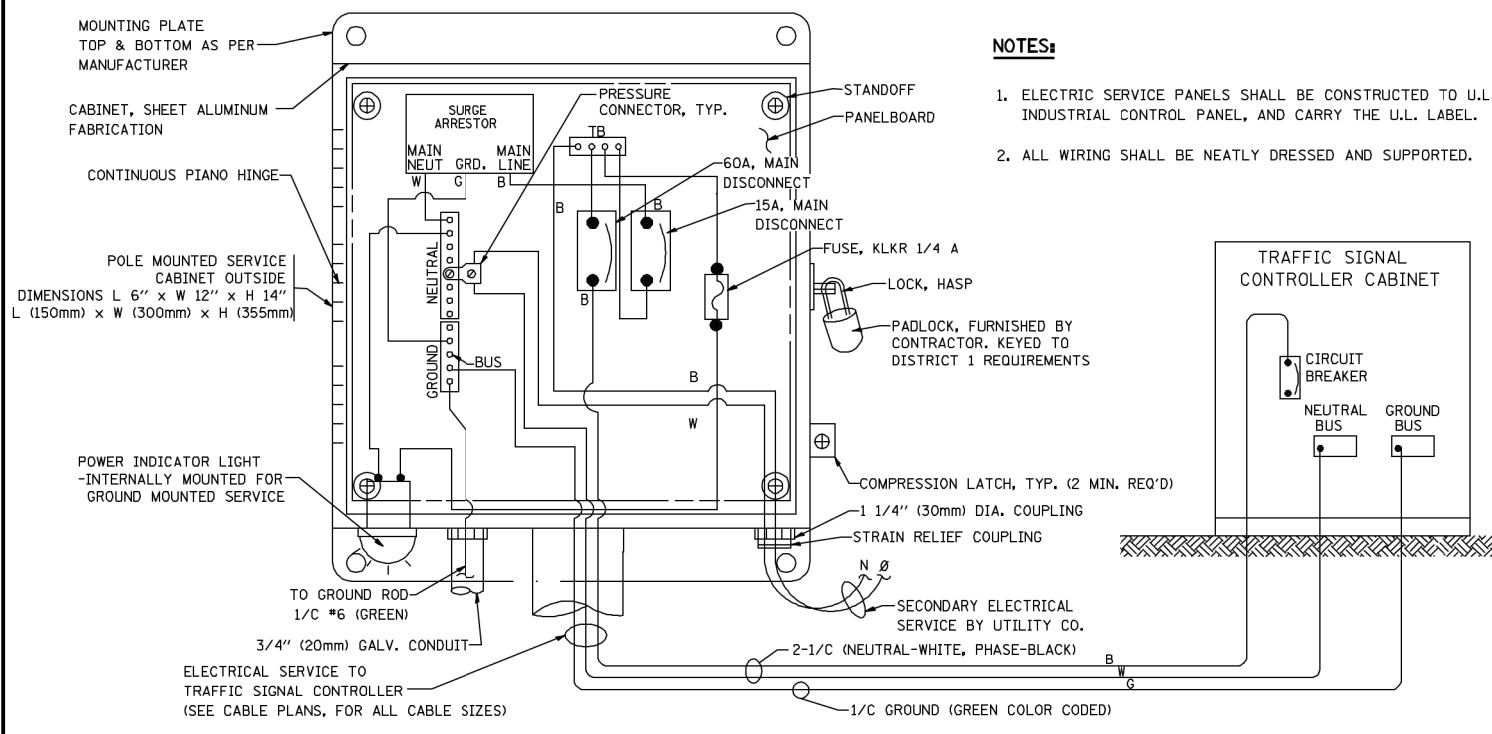 MOUNTING PLATE
TOP & BOTTOM AS PER
MANUFACTURER
CABINET, SHEET ALUMINUM
FABRICATION
CONTINUOUS PIANO HINGE
POLE MOUNTED SERVICE
CABINET OUTSIDE
DIMENSIONS L 6" x W 12" x H 14"
L (150mm) x W (300mm) x H (355mm)
POWER INDICATOR LIGHT
-INTERNALLY MOUNTED FOR
GROUND MOUNTED SERVICE
TO GROUND ROD
1/C #6 (GREEN)
3/4" (20mm) GALV. CONDUIT
ELECTRICAL SERVICE TO
TRAFFIC SIGNAL CONTROLLER
(SEE CABLE PLANS, FOR ALL CABLE SIZES)
SURGE
ARRESTOR
MAIN MAIN
NEUT GRD. LINE
W G B
NEUTRAL
GROUND
BUS
PRESSURE
CONNECTOR, TYP.
TB
B
B
B
B
W
STANDOFF
PANELBOARD
60A, MAIN
DISCONNECT
15A, MAIN
DISCONNECT
FUSE, KLKR 1/4 A
LOCK, HASP
PADLOCK, FURNISHED BY
CONTRACTOR. KEYED TO
DISTRICT 1 REQUIREMENTS
COMPRESSION LATCH, TYP. (2 MIN. REQ'D)
1 1/4" (30mm) DIA. COUPLING
STRAIN RELIEF COUPLING
N Ø
SECONDARY ELECTRICAL
SERVICE BY UTILITY CO.
2-1/C (NEUTRAL-WHITE, PHASE-BLACK)
B
W
G
1/C GROUND (GREEN COLOR CODED)
NOTES:
1. ELECTRIC SERVICE PANELS SHALL BE CONSTRUCTED TO U.L.
INDUSTRIAL CONTROL PANEL, AND CARRY THE U.L. LABEL.
2. ALL WIRING SHALL BE NEATLY DRESSED AND SUPPORTED.
TRAFFIC SIGNAL
CONTROLLER CABINET
CIRCUIT
BREAKER
NEUTRAL
BUS
GROUND
BUS